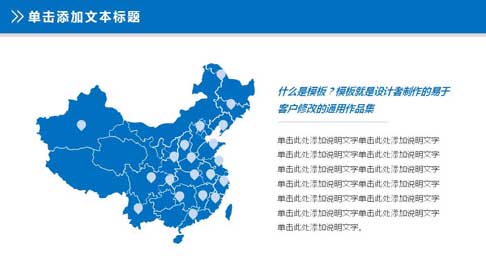 单击添加文本标题
什么是模板？模板就是设计者制作的易于
客户修改的通用作品集
单击此处添加说明文字单击此处添加说明文字
单击此处添加说明文字单击此处添加说明文字
单击此处添加说明文字单击此处添加说明文字
单击此处添加说明文字单击此处添加说明文字
单击此处添加说明文字单击此处添加说明文字
单击此处添加说明文字单击此处添加说明文字
单击此处添加说明文字。